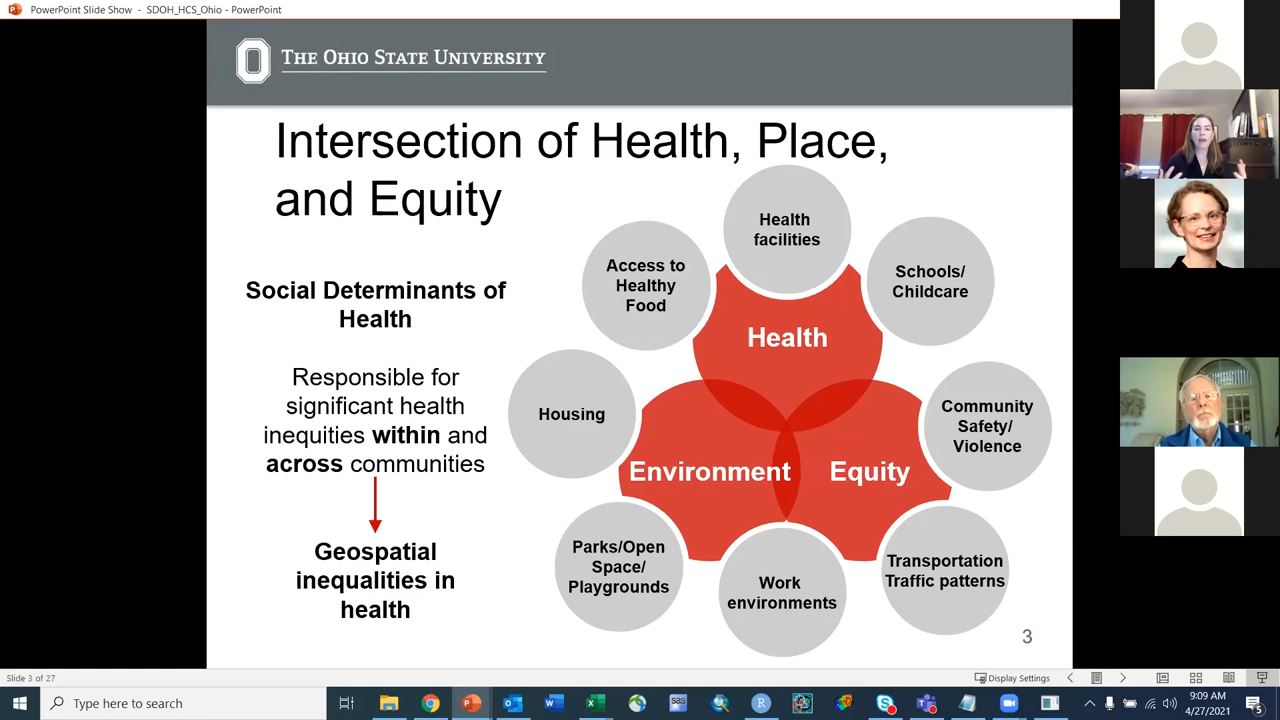 PowerPoint Slide Show - SDOH_HCS_Ohio - PowerPoint
THE OHIO STATE UNIVERSITY
Intersection of Health, Place,
and Equity
Social Determinants of
Health
Responsible for
significant health
inequities within and
across communities
Geospatial
inequalities in
health
Health
facilities
Access to
Healthy
Food
Schools/
Childcare
Health
Housing
Community
Safety/
Violence
Environment
Equity
Parks/Open
Space/
Playgrounds
Work
environments
Transportation
Traffic patterns
3
Slide 3 of 27
Display Settings
Type here to search
9:09 AM
4/27/2021
5